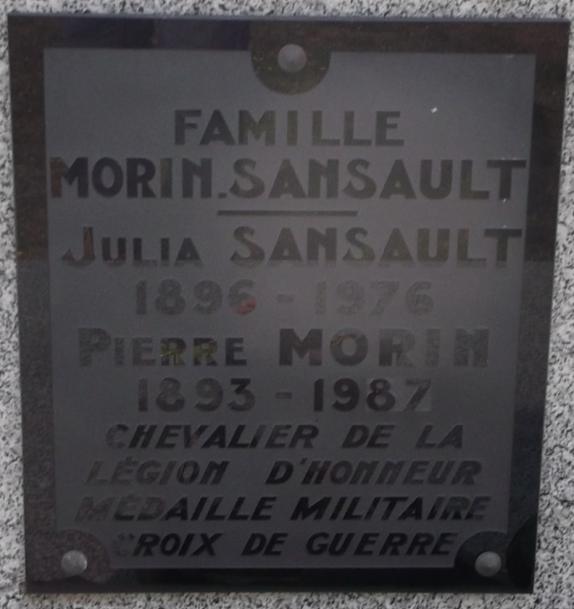 FAMILLE
MORIN.SANSAULT
JULIA SANSAULT
1896 - 1976
PIERRE MORIN
1893 - 1987
CHEVALIER DE LA
LÉGION D'HONNEUR
MÉDAILLE MILITAIRE
CROIX DE GUERRE